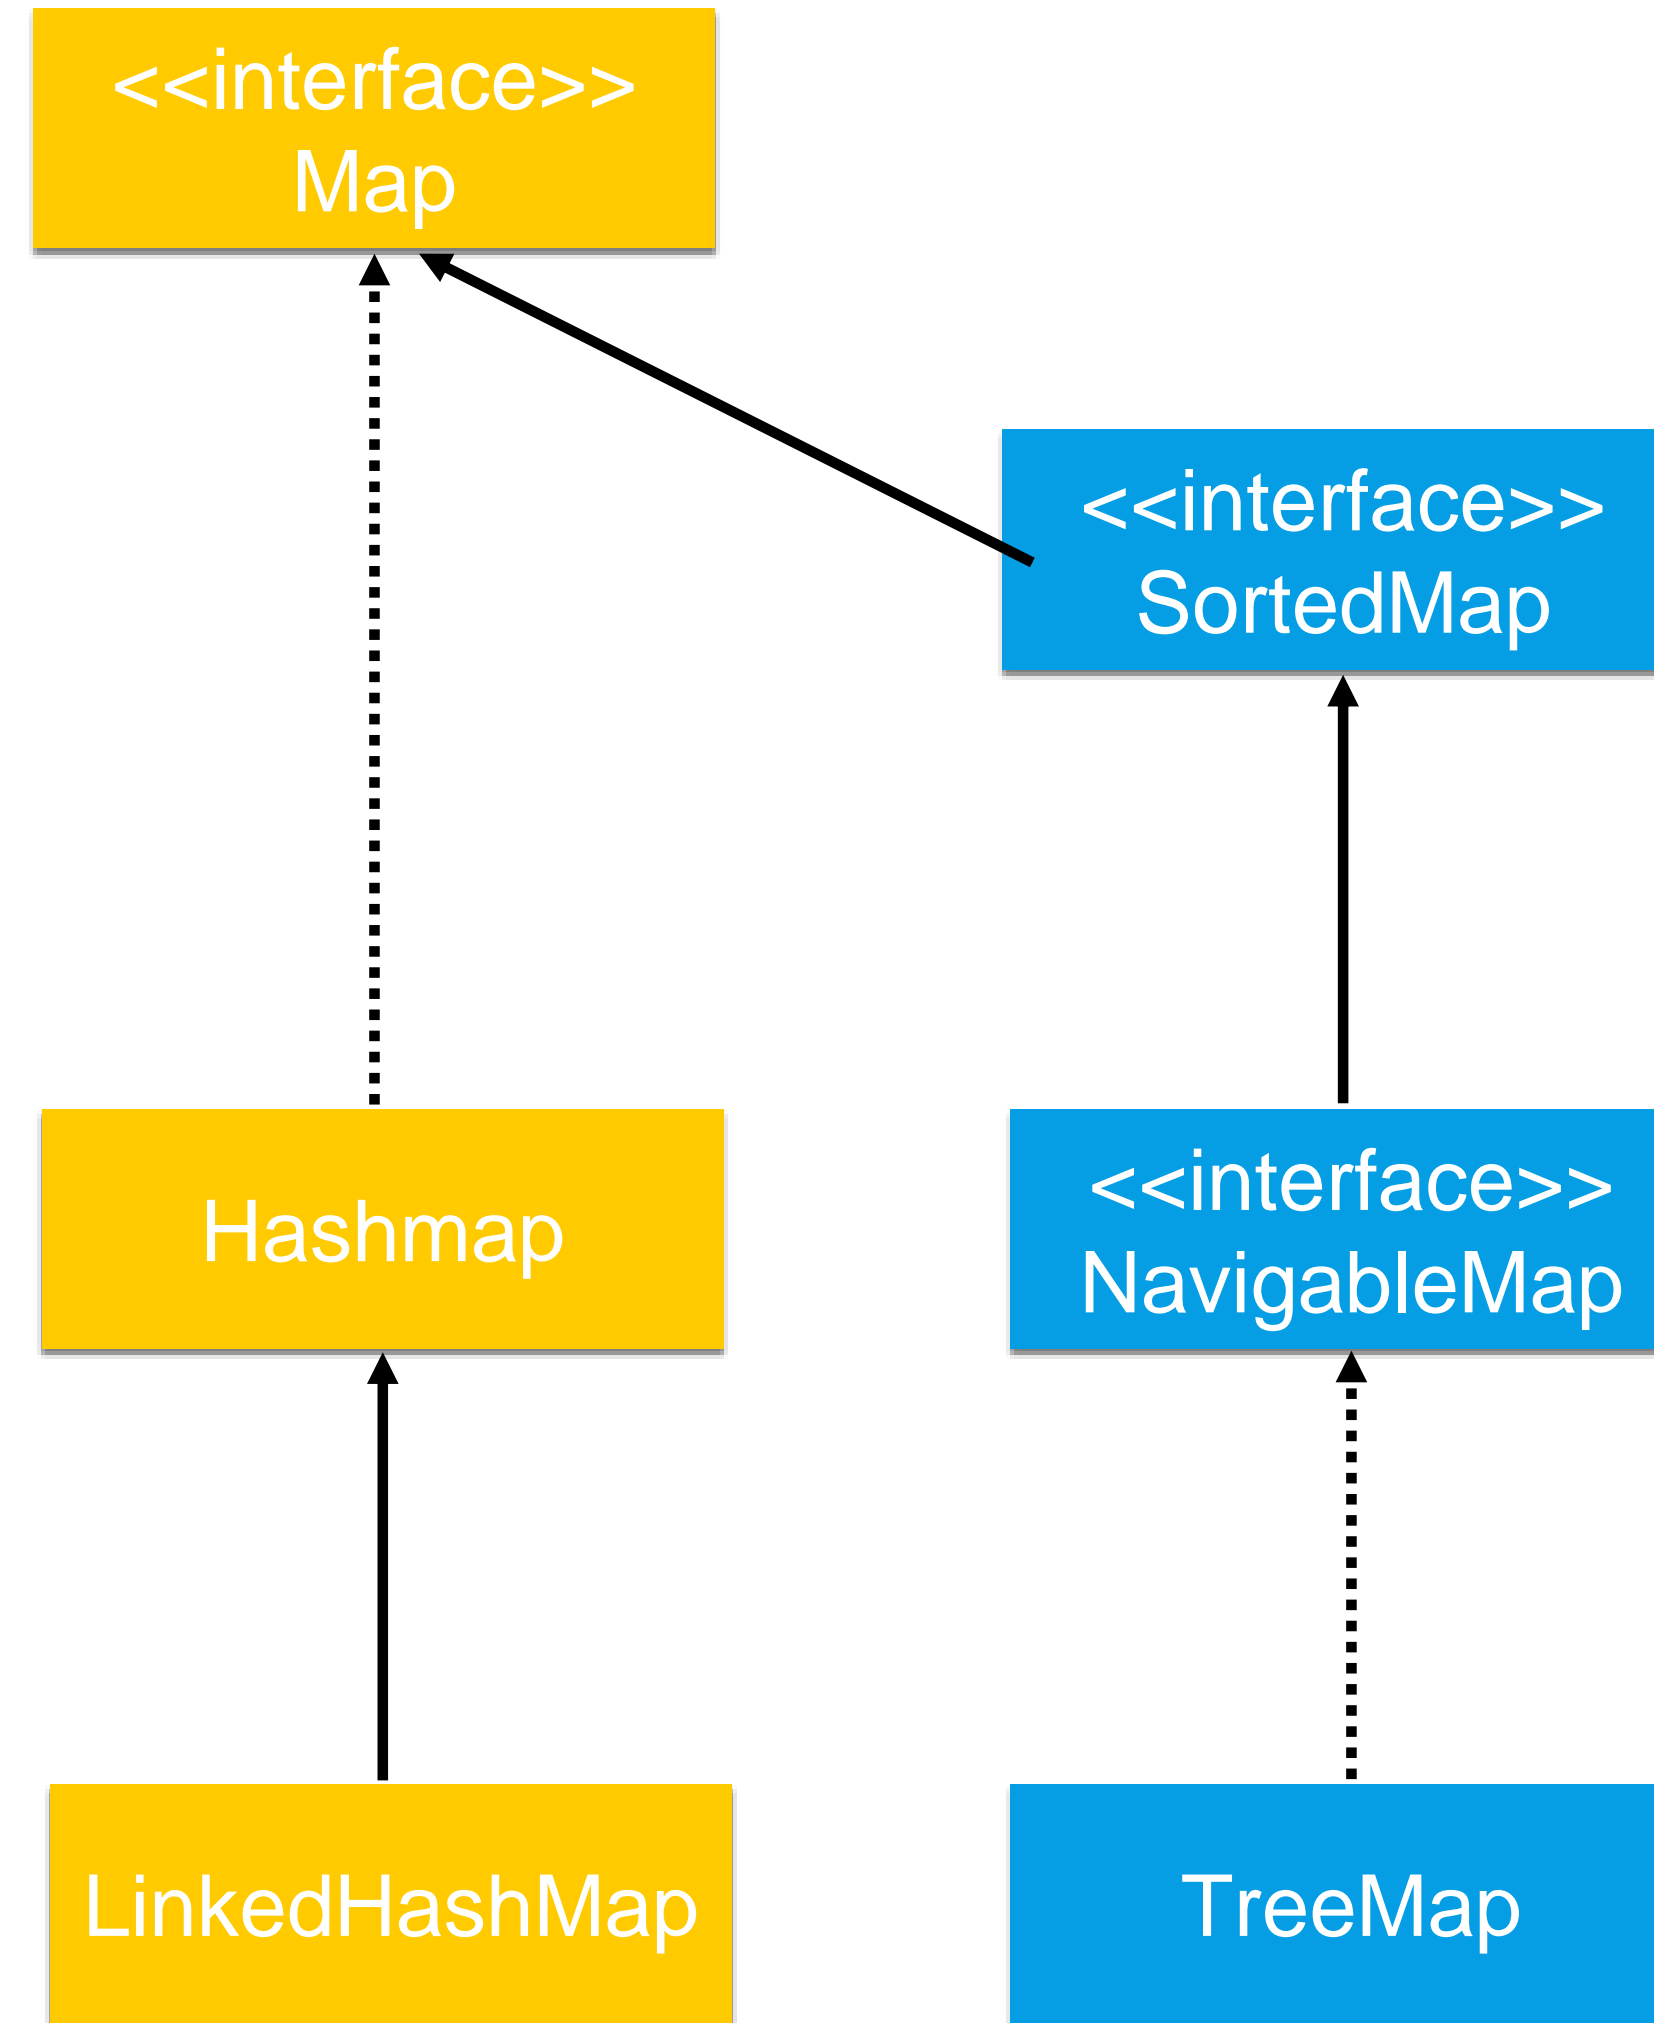 <<interface>>
Map
<<interface>>
SortedMap
Hashmap
<<interface>>
NavigableMap
LinkedHashMap
TreeMap